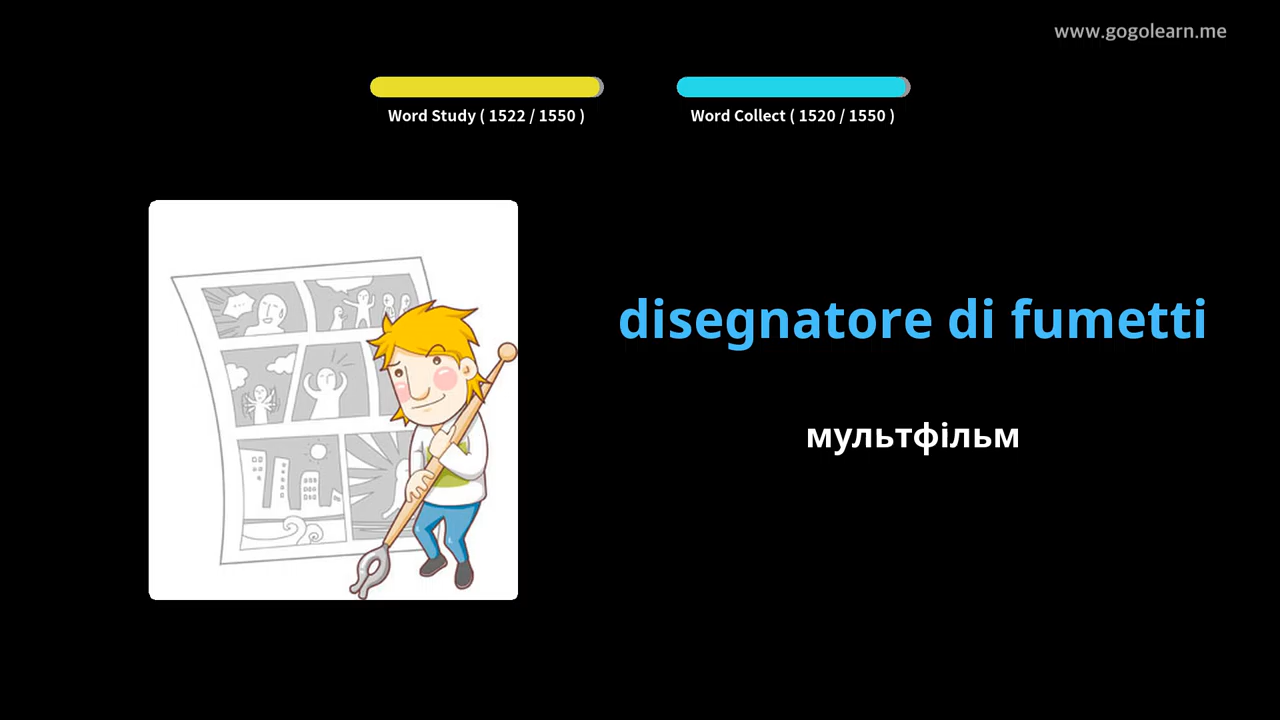 www.gogolearn.me
Word Study ( 1522 / 1550 )
Word Collect ( 1520 / 1550 )
disegnatore di fumetti
мультфільм